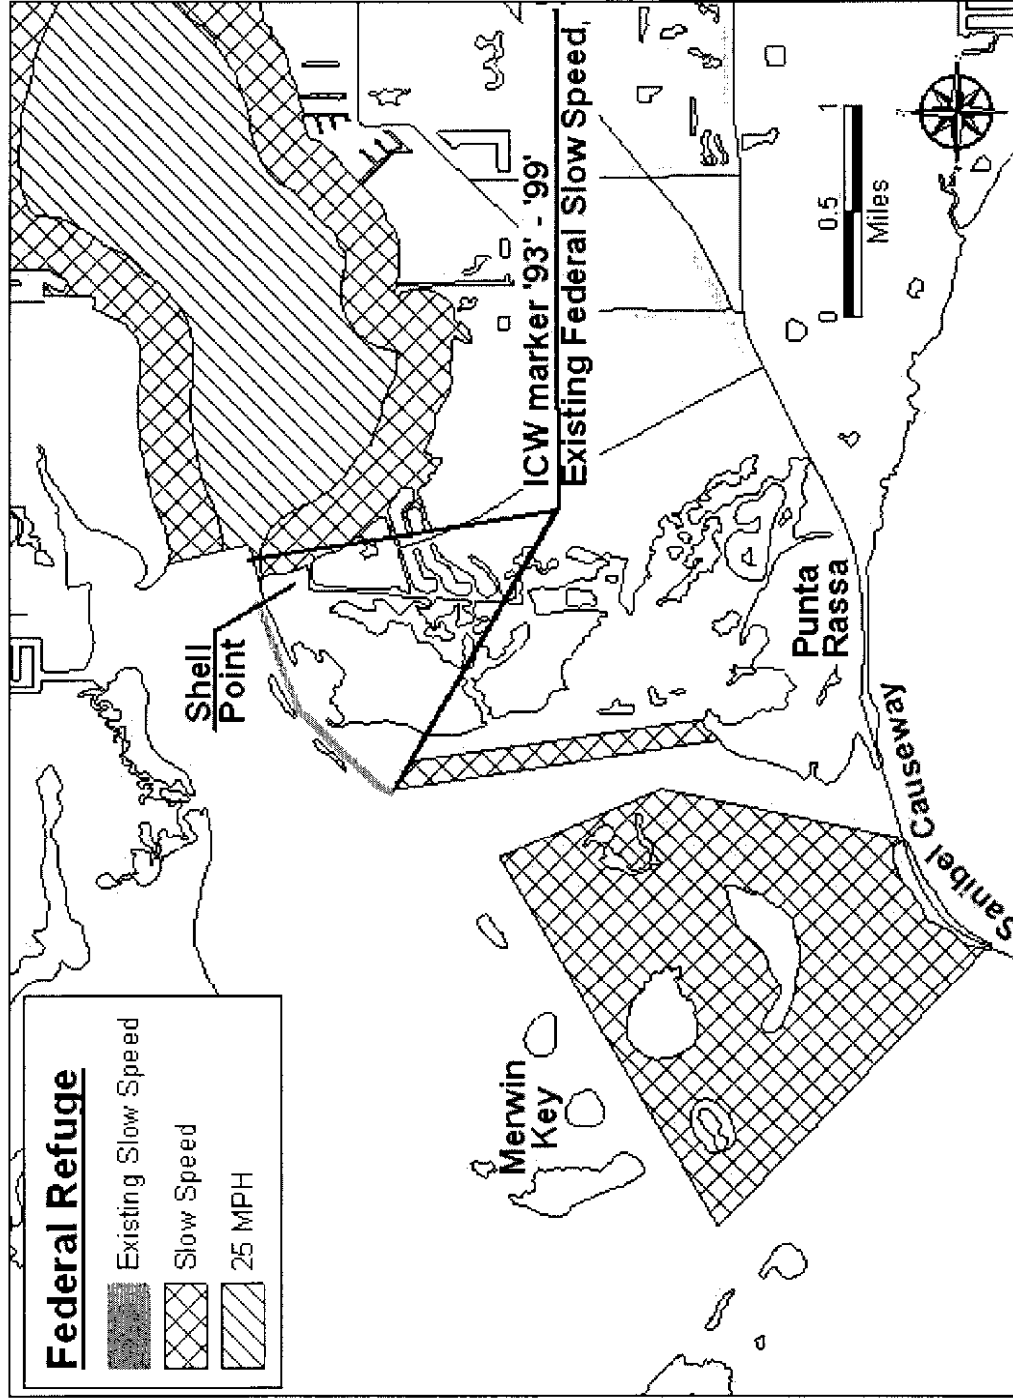 Federal Refuge
Existing Slow Speed
Slow Speed
25 MPH
Shell
Point
ICW marker '93' - '99'
Existing Federal Slow Speed
Merwin
Key
Punta
Rassa
Sanibel Causeway
0 0.5 1
Miles